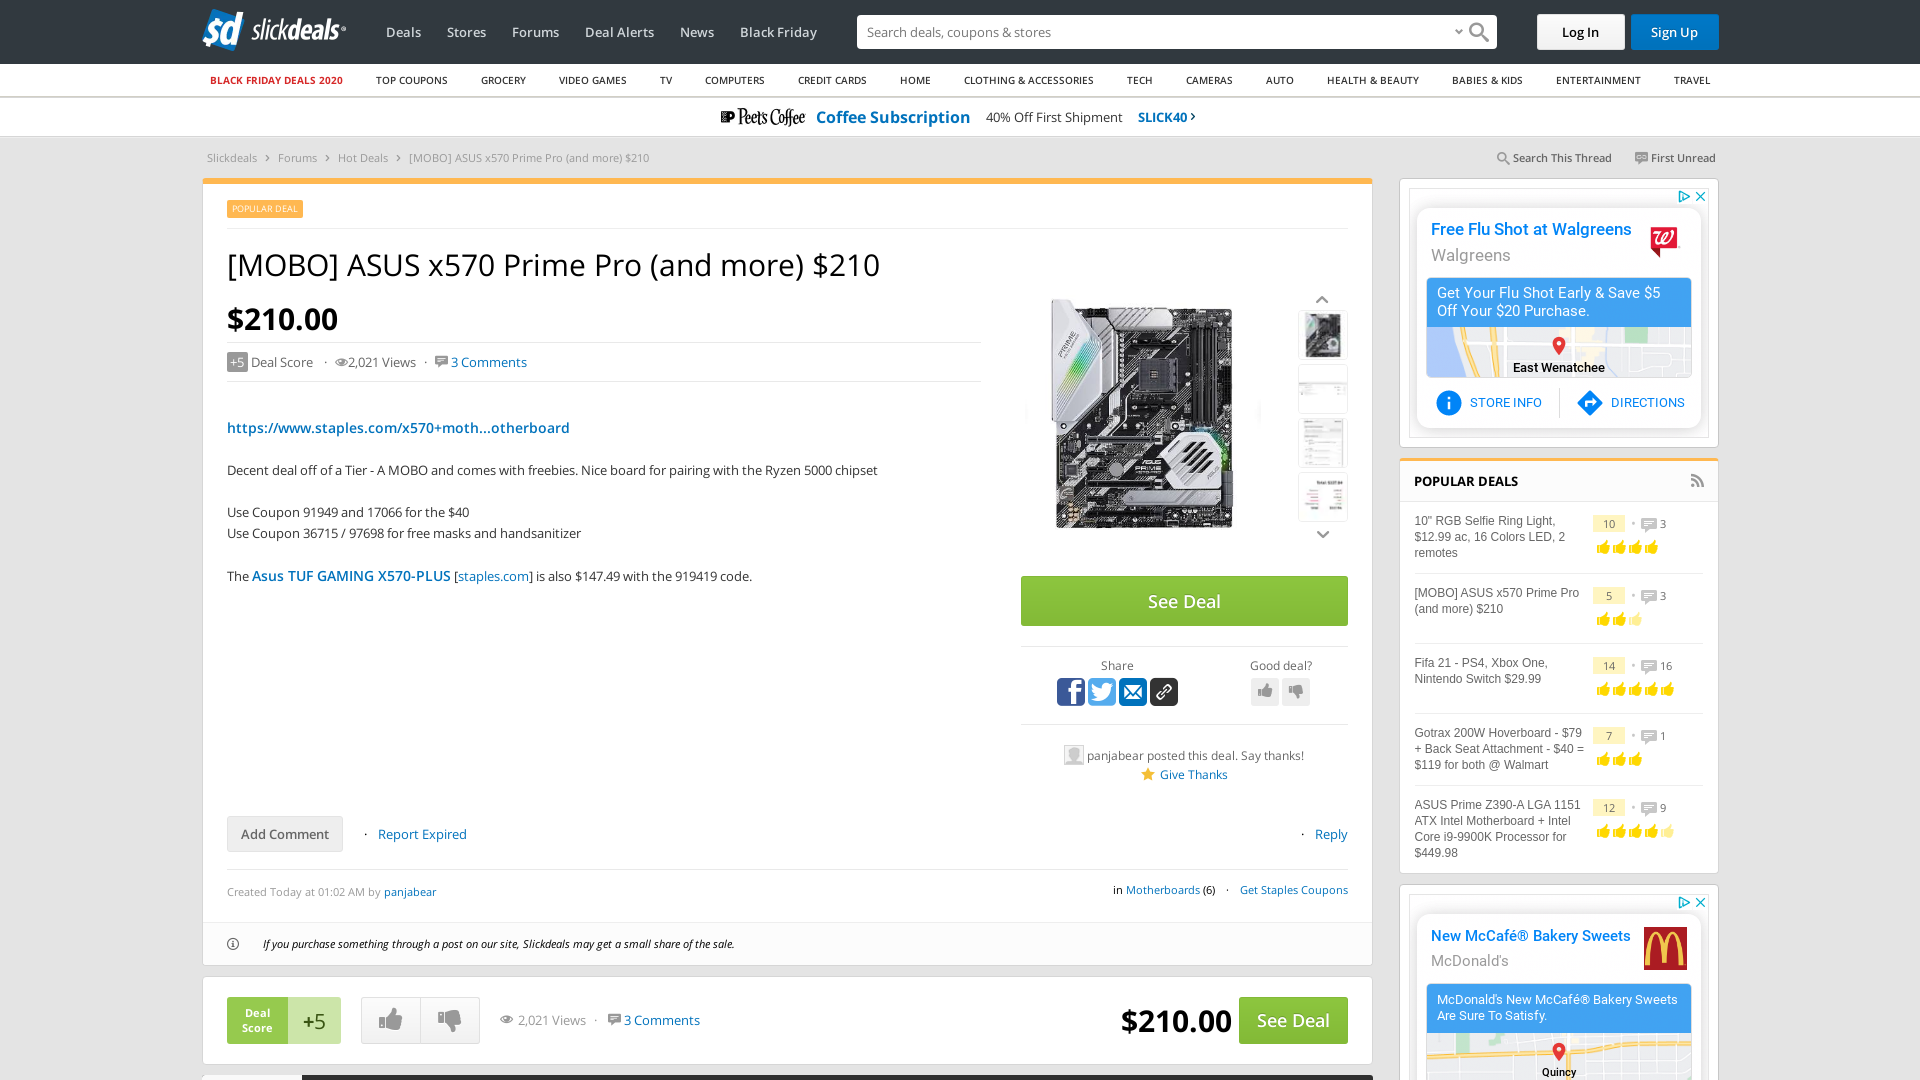 sd slickdeals
Deals
Stores
Forums
Deal Alerts
News
Black Friday
Search deals, coupons & stores
Log In
Sign Up
BLACK FRIDAY DEALS 2020
TOP COUPONS
GROCERY
VIDEO GAMES
TV
COMPUTERS
CREDIT CARDS
HOME
CLOTHING & ACCESSORIES
TECH
CAMERAS
AUTO
HEALTH & BEAUTY
BABIES & KIDS
ENTERTAINMENT
TRAVEL
Peet's Coffee Coffee Subscription 40% Off First Shipment SLICK40
Slickdeals › Forums › Hot Deals › [MOBO] ASUS x570 Prime Pro (and more) $210
Search This Thread
First Unread
POPULAR DEAL
[MOBO] ASUS x570 Prime Pro (and more) $210
$210.00
+5 Deal Score · 2,021 Views · 3 Comments
https://www.staples.com/x570+moth...otherboard
Decent deal off of a Tier - A MOBO and comes with freebies. Nice board for pairing with the Ryzen 5000 chipset
Use Coupon 91949 and 17066 for the $40
Use Coupon 36715 / 97698 for free masks and handsanitizer
The Asus TUF GAMING X570-PLUS [staples.com] is also $147.49 with the 919419 code.
PRIME
See Deal
Share
Good deal?
panjabear posted this deal. Say thanks!
Give Thanks
Add Comment · Report Expired
· Reply
Created Today at 01:02 AM by panjabear
in Motherboards (6) · Get Staples Coupons
If you purchase something through a post on our site, Slickdeals may get a small share of the sale.
Deal
Score
+5
2,021 Views · 3 Comments
$210.00
See Deal
Free Flu Shot at Walgreens
Walgreens
Get Your Flu Shot Early & Save $5
Off Your $20 Purchase.
East Wenatchee
STORE INFO
DIRECTIONS
POPULAR DEALS
10" RGB Selfie Ring Light,
$12.99 ac, 16 Colors LED, 2
remotes
10 • 3
[MOBO] ASUS x570 Prime Pro
(and more) $210
5 • 3
Fifa 21 - PS4, Xbox One,
Nintendo Switch $29.99
14 • 16
Gotrax 200W Hoverboard - $79
+ Back Seat Attachment - $40 =
$119 for both @ Walmart
7 • 1
ASUS Prime Z390-A LGA 1151
ATX Intel Motherboard + Intel
Core i9-9900K Processor for
$449.98
12 • 9
New McCafé® Bakery Sweets
McDonald's
McDonald's New McCafé® Bakery Sweets
Are Sure To Satisfy.
Quincy